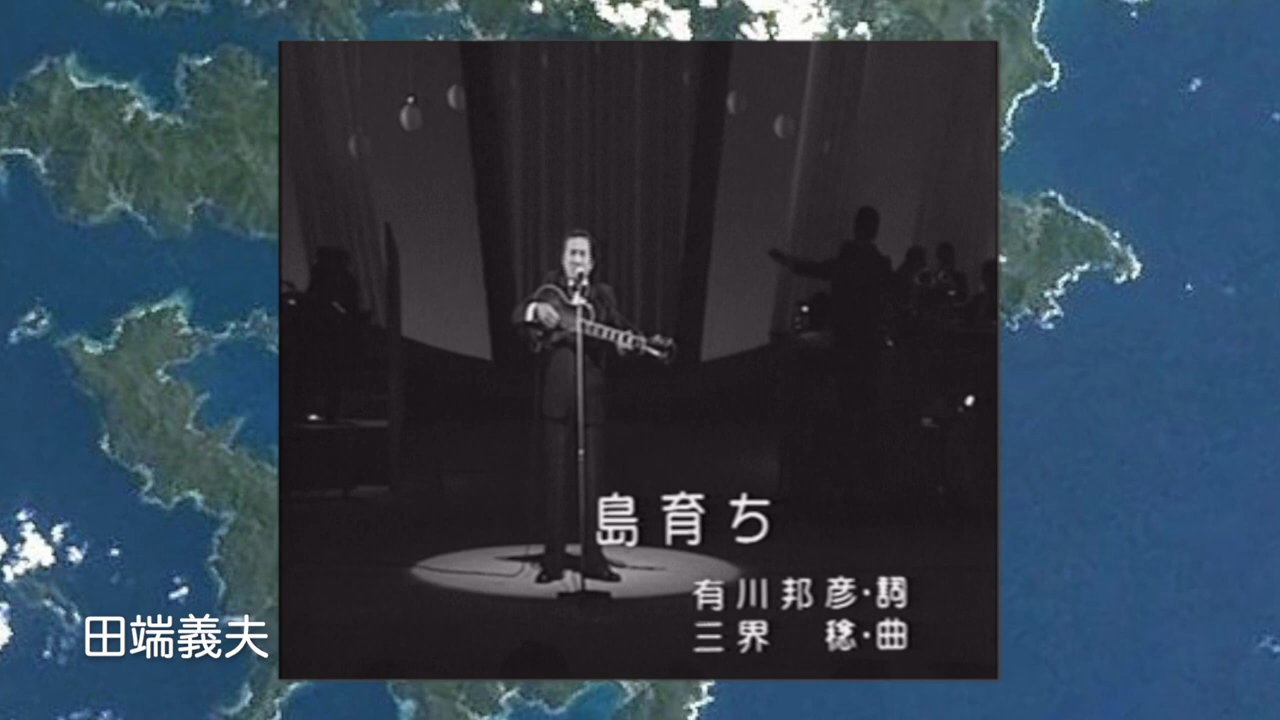 島育ち
有川邦彦・詞
三界 稔・曲
田端義夫